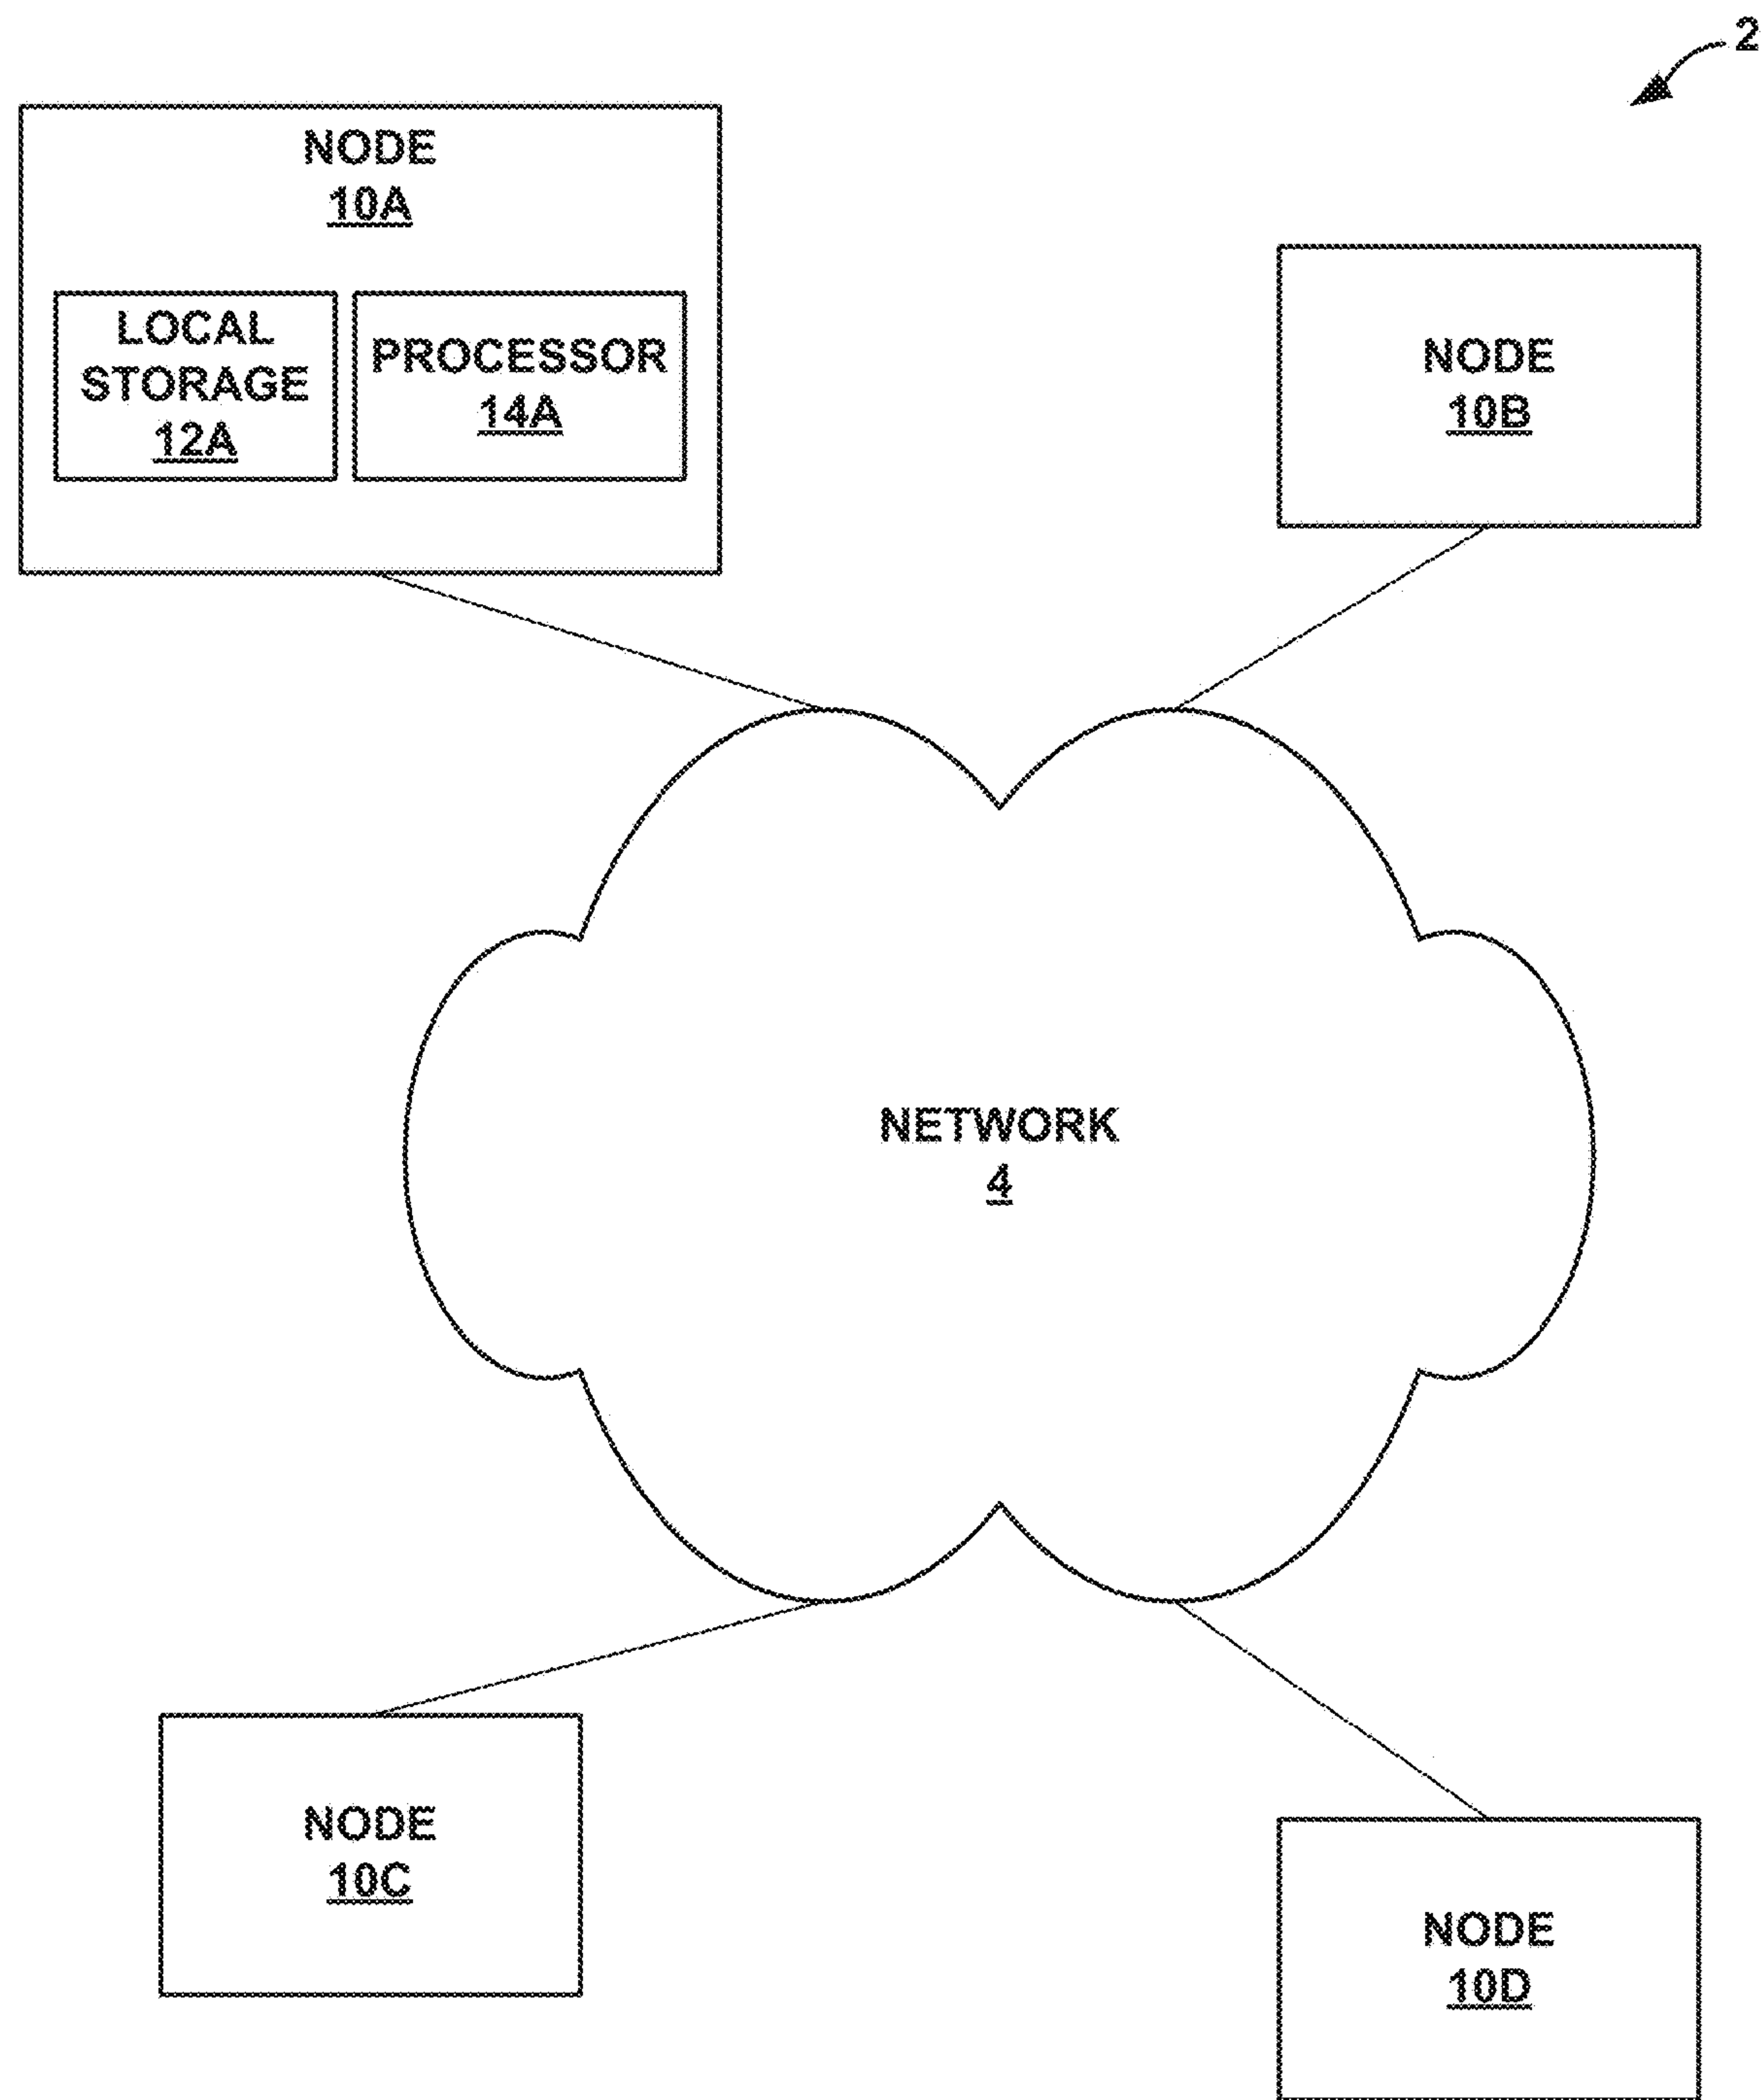 2
NODE
10A
LOCAL
STORAGE
12A
PROCESSOR
14A
NODE
10B
NETWORK
4
NODE
10C
NODE
10D